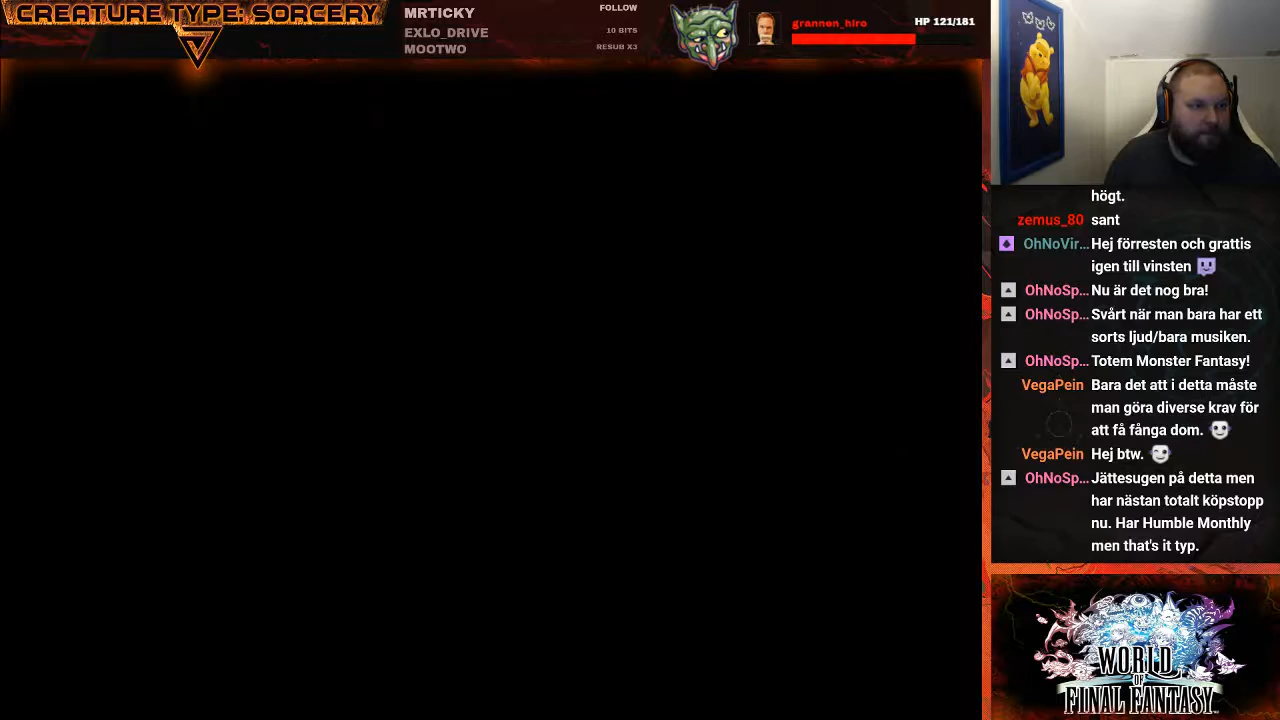 CREATURE TYPE: SORCERY
MRTICKY
FOLLOW
EXLO_DRIVE
10 BITS
MOOTWO
RESUB X3
grannen_hiro
HP 121/181
högt.
zemus_80 sant
OhNoVir... Hej förresten och grattis
igen till vinsten
OhNoSp... Nu är det nog bra!
OhNoSp... Svårt när man bara har ett
sorts ljud/bara musiken.
OhNoSp... Totem Monster Fantasy!
VegaPein Bara det att i detta måste
man göra diverse krav för
att få fånga dom.
VegaPein Hej btw.
OhNoSp... Jättesugen på detta men
har nästan totalt köpstopp
nu. Har Humble Monthly
men that's it typ.
WORLD
OF
FINAL FANTASY